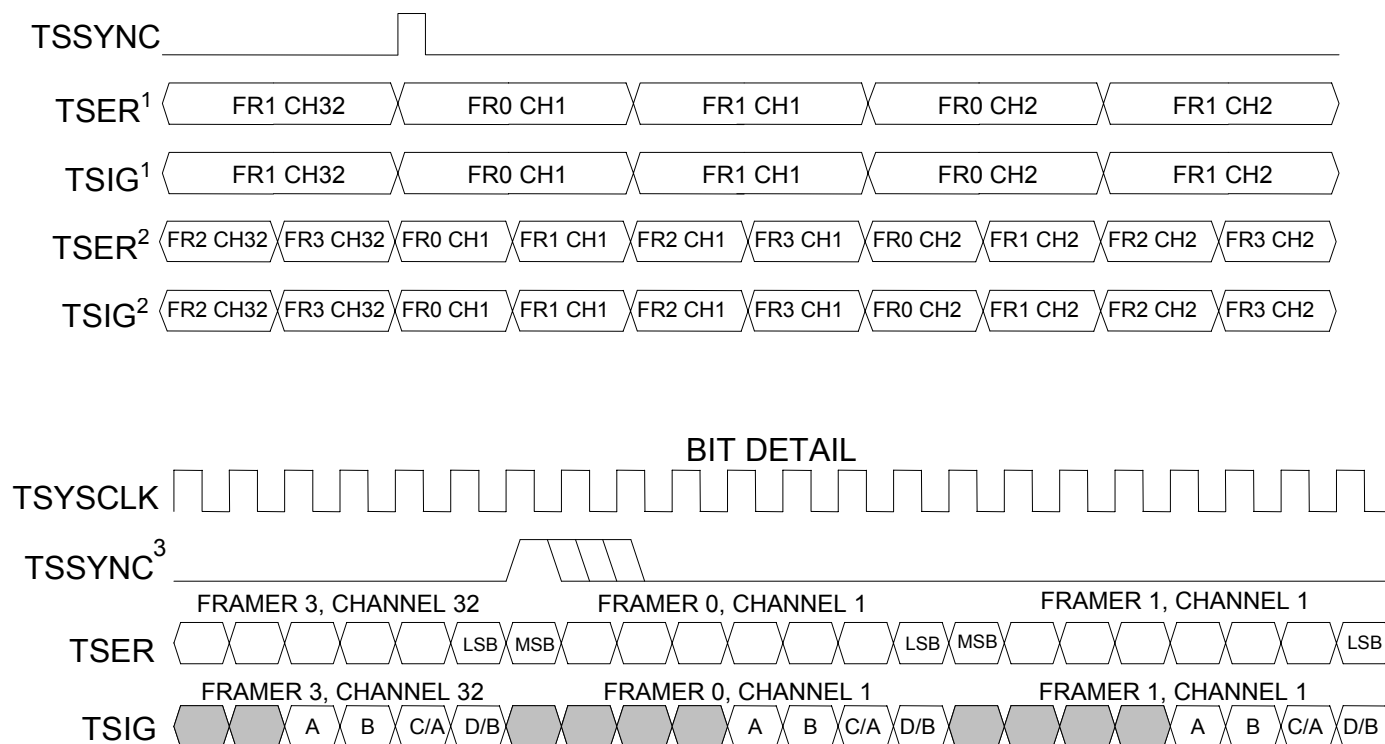 TSSYNC
TSER¹ FR1 CH32 FR0 CH1 FR1 CH1 FR0 CH2 FR1 CH2
TSIG¹ FR1 CH32 FR0 CH1 FR1 CH1 FR0 CH2 FR1 CH2
TSER² FR2 CH32 FR3 CH32 FR0 CH1 FR1 CH1 FR2 CH1 FR3 CH1 FR0 CH2 FR1 CH2 FR2 CH2 FR3 CH2
TSIG² FR2 CH32 FR3 CH32 FR0 CH1 FR1 CH1 FR2 CH1 FR3 CH1 FR0 CH2 FR1 CH2 FR2 CH2 FR3 CH2
BIT DETAIL
TSYSCLK
TSSYNC³
FRAMER 3, CHANNEL 32 FRAMER 0, CHANNEL 1 FRAMER 1, CHANNEL 1
TSER LSB MSB LSB MSB LSB
FRAMER 3, CHANNEL 32 FRAMER 0, CHANNEL 1 FRAMER 1, CHANNEL 1
TSIG A B C/A D/B A B C/A D/B A B C/A D/B